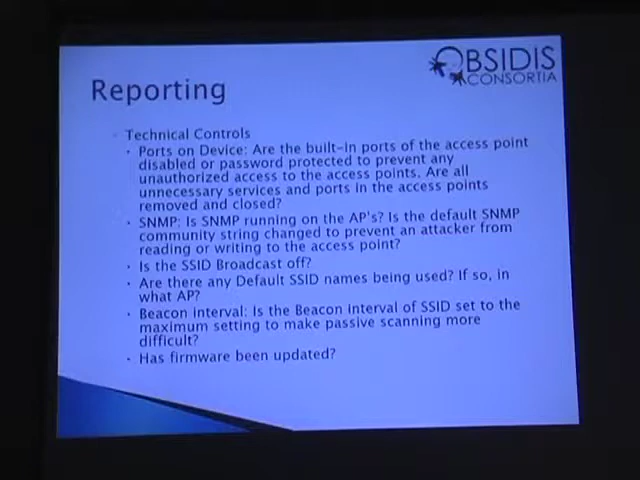 OBSIDIS
CONSORTIA
Reporting
Technical Controls
• Ports on Device: Are the built-in ports of the access point
disabled or password protected to prevent any
unauthorized access to the access points. Are all
unnecessary services and ports in the access points
removed and closed?
• SNMP: Is SNMP running on the AP's? Is the default SNMP
community string changed to prevent an attacker from
reading or writing to the access point?
• Is the SSID Broadcast off?
• Are there any Default SSID names being used? If so, in
what AP?
• Beacon interval: Is the Beacon Interval of SSID set to the
maximum setting to make passive scanning more
difficult?
• Has firmware been updated?